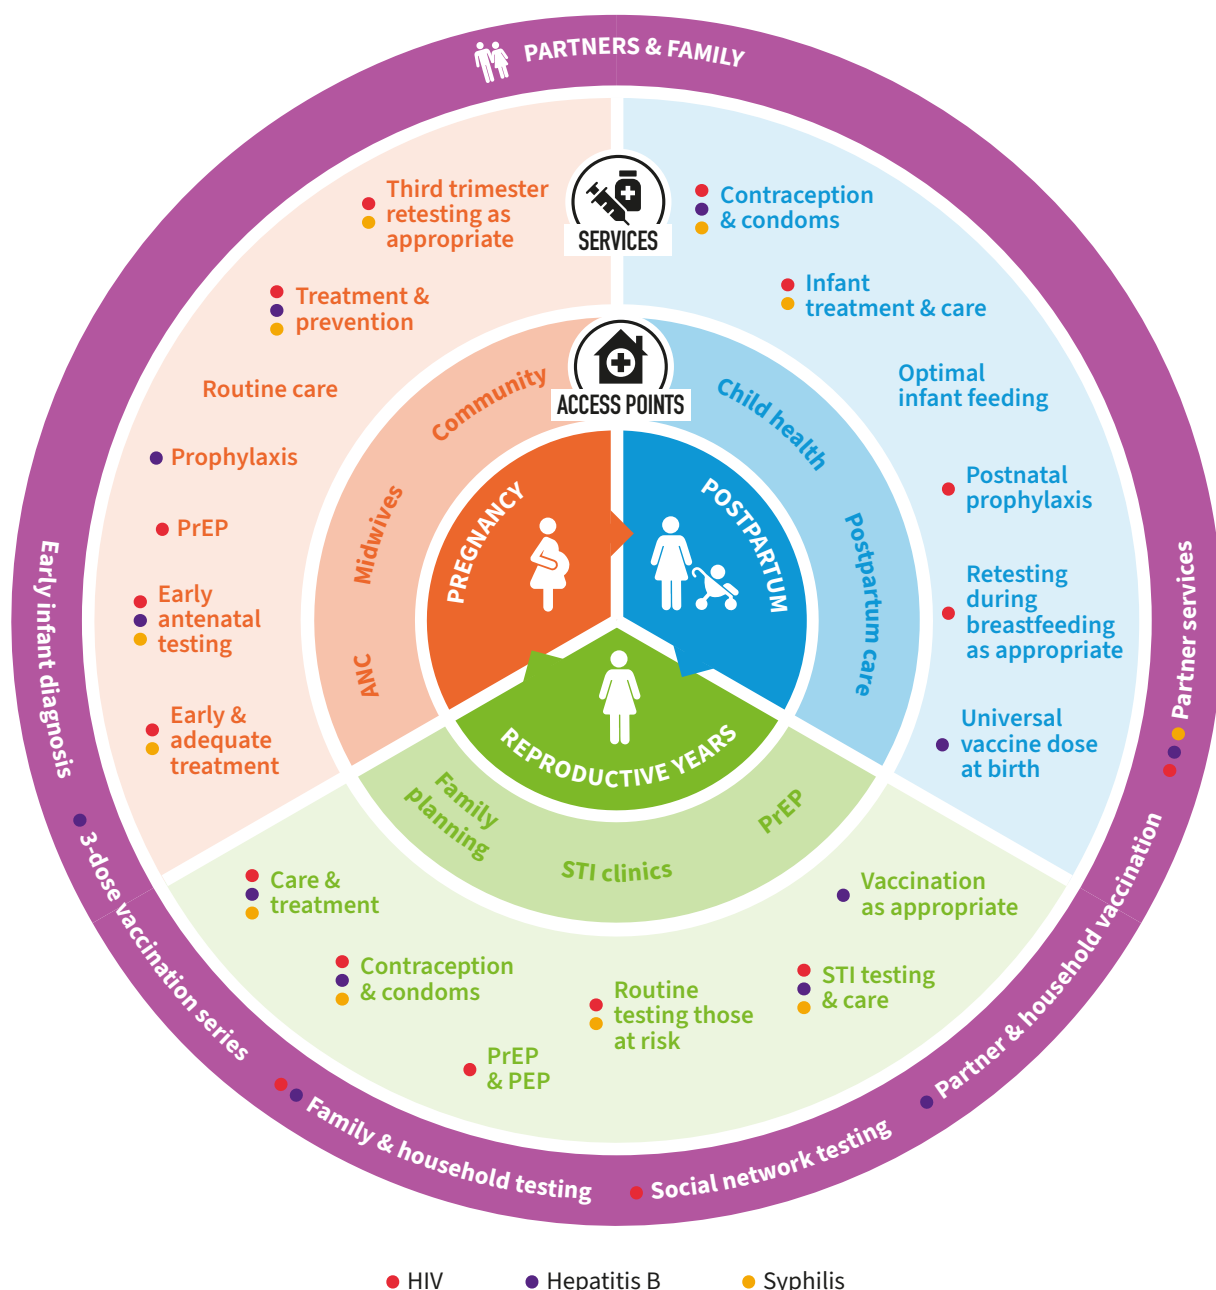 PARTNERS & FAMILY
SERVICES
ACCESS POINTS
PREGNANCY
Community
Midwives
ANC
Third trimester
retesting as
appropriate
Treatment &
prevention
Routine care
Prophylaxis
PrEP
Early
antenatal
testing
Early &
adequate
treatment
POSTPARTUM
Child health
Postpartum care
Contraception
& condoms
Infant
treatment & care
Optimal
infant feeding
Postnatal
prophylaxis
Retesting
during
breastfeeding
as appropriate
Universal
vaccine dose
at birth
REPRODUCTIVE YEARS
Family
planning
STI clinics
PrEP
Care &
treatment
Contraception
& condoms
PrEP
& PEP
Routine
testing those
at risk
STI testing
& care
Vaccination
as appropriate
Early infant diagnosis
3-dose vaccination series
Family & household testing
Social network testing
Partner & household vaccination
Partner services
HIV
Hepatitis B
Syphilis